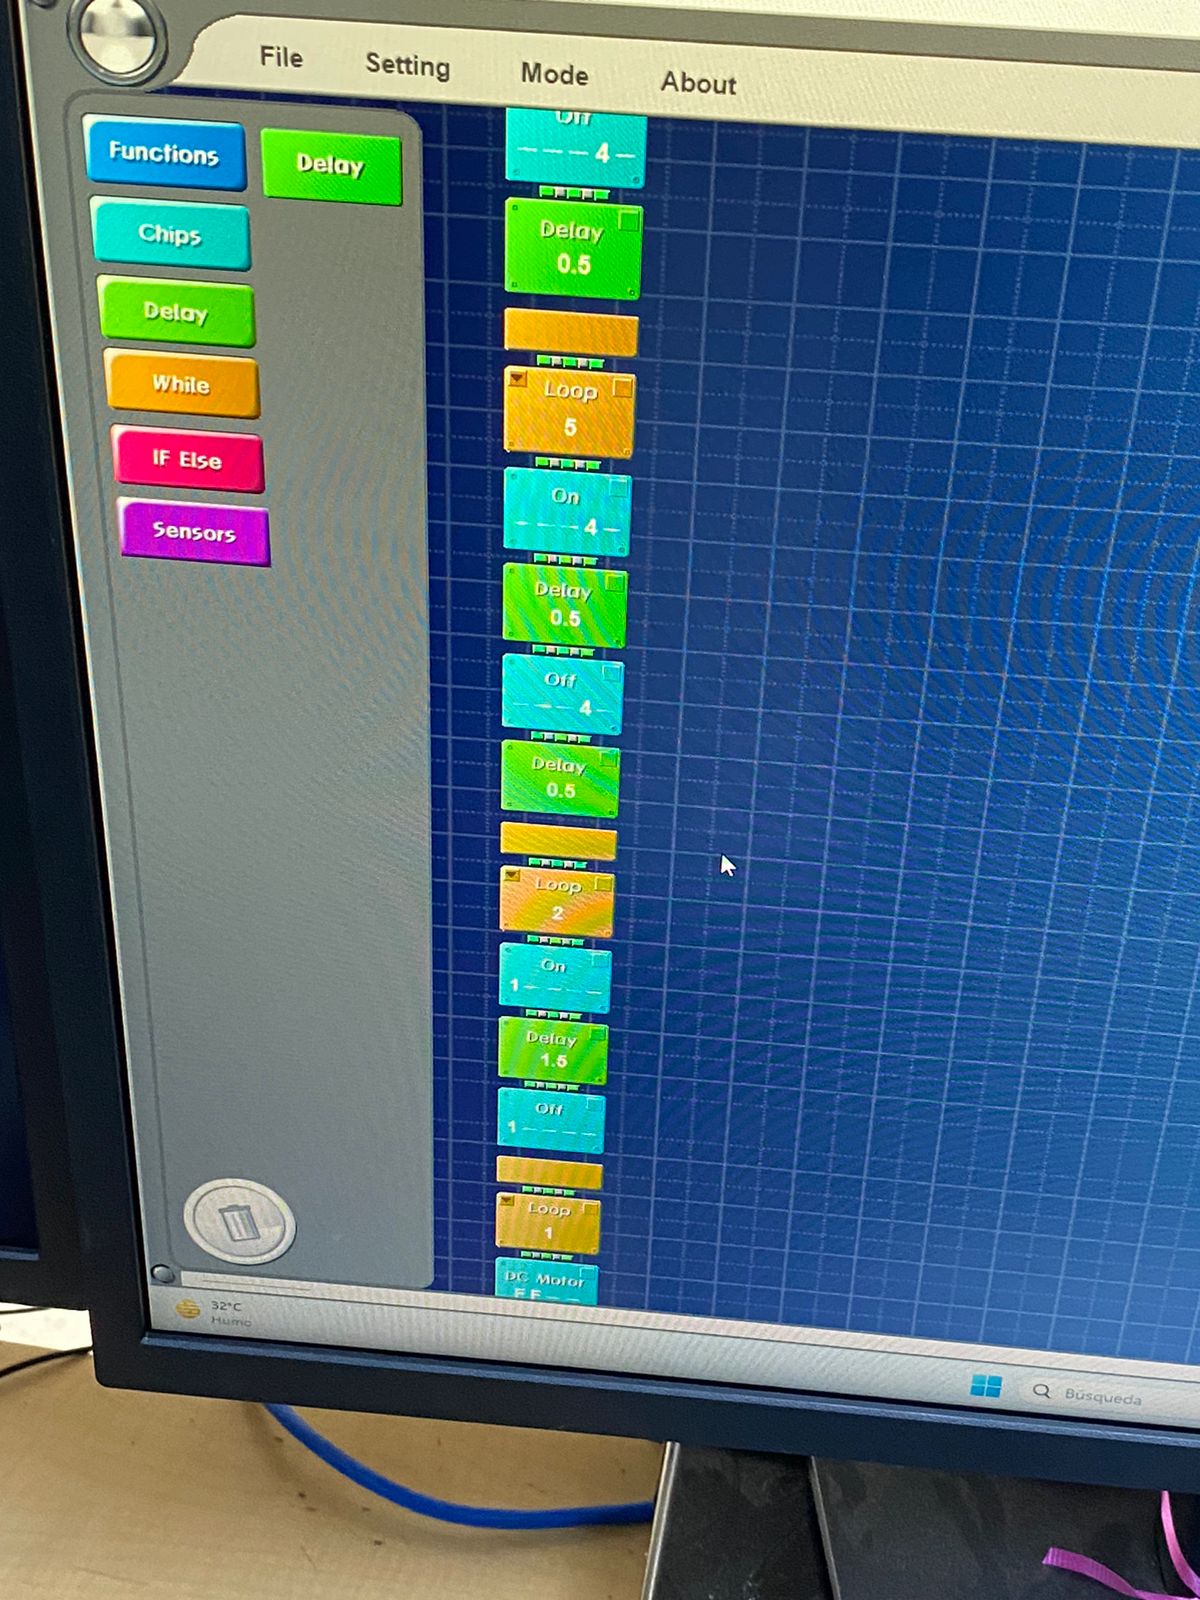 File Setting Mode About
Functions
Chips
Delay
While
IF Else
Sensors
Delay
Off
- - - 4 -
Delay
0.5
Loop
5
On
- - - 4 -
Delay
0.5
Off
- - - 4 -
Delay
0.5
Loop
2
On
1 - - - -
Delay
1.5
Off
1 - - - -
Loop
1
DC Motor
F F - -
32°C
Humo
Búsqueda